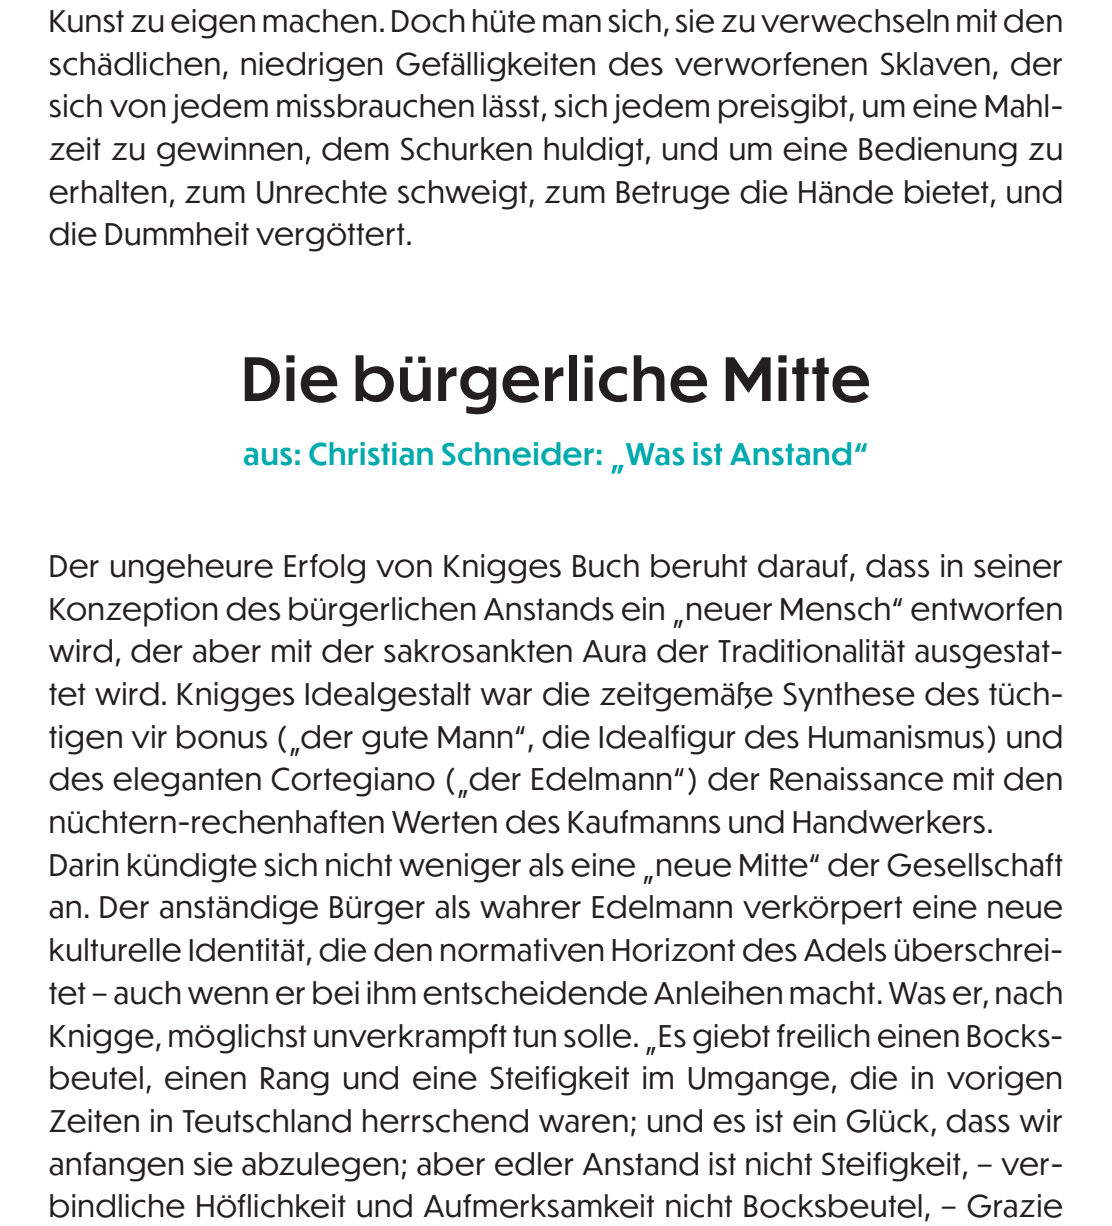 Kunst zu eigen machen. Doch hüte man sich, sie zu verwechseln mit den
schädlichen, niedrigen Gefälligkeiten des verworfenen Sklaven, der
sich von jedem missbrauchen lässt, sich jedem preisgibt, um eine Mahl-
zeit zu gewinnen, dem Schurken huldigt, und um eine Bedienung zu
erhalten, zum Unrechte schweigt, zum Betruge die Hände bietet, und
die Dummheit vergöttert.
Die bürgerliche Mitte
aus: Christian Schneider: „Was ist Anstand“
Der ungeheure Erfolg von Knigges Buch beruht darauf, dass in seiner
Konzeption des bürgerlichen Anstands ein „neuer Mensch“ entworfen
wird, der aber mit der sakrosankten Aura der Traditionalität ausgestat-
tet wird. Knigges Idealgestalt war die zeitgemäße Synthese des tüch-
tigen vir bonus („der gute Mann“, die Idealfigur des Humanismus) und
des eleganten Cortegiano („der Edelmann“) der Renaissance mit den
nüchtern-rechenhaften Werten des Kaufmanns und Handwerkers.
Darin kündigte sich nicht weniger als eine „neue Mitte“ der Gesellschaft
an. Der anständige Bürger als wahrer Edelmann verkörpert eine neue
kulturelle Identität, die den normativen Horizont des Adels überschrei-
tet – auch wenn er bei ihm entscheidende Anleihen macht. Was er, nach
Knigge, möglichst unverkrampft tun solle. „Es giebt freilich einen Bocks-
beutel, einen Rang und eine Steifigkeit im Umgange, die in vorigen
Zeiten in Teutschland herrschend waren; und es ist ein Glück, dass wir
anfangen sie abzulegen; aber edler Anstand ist nicht Steifigkeit, – ver-
bindliche Höflichkeit und Aufmerksamkeit nicht Bocksbeutel, – Grazie